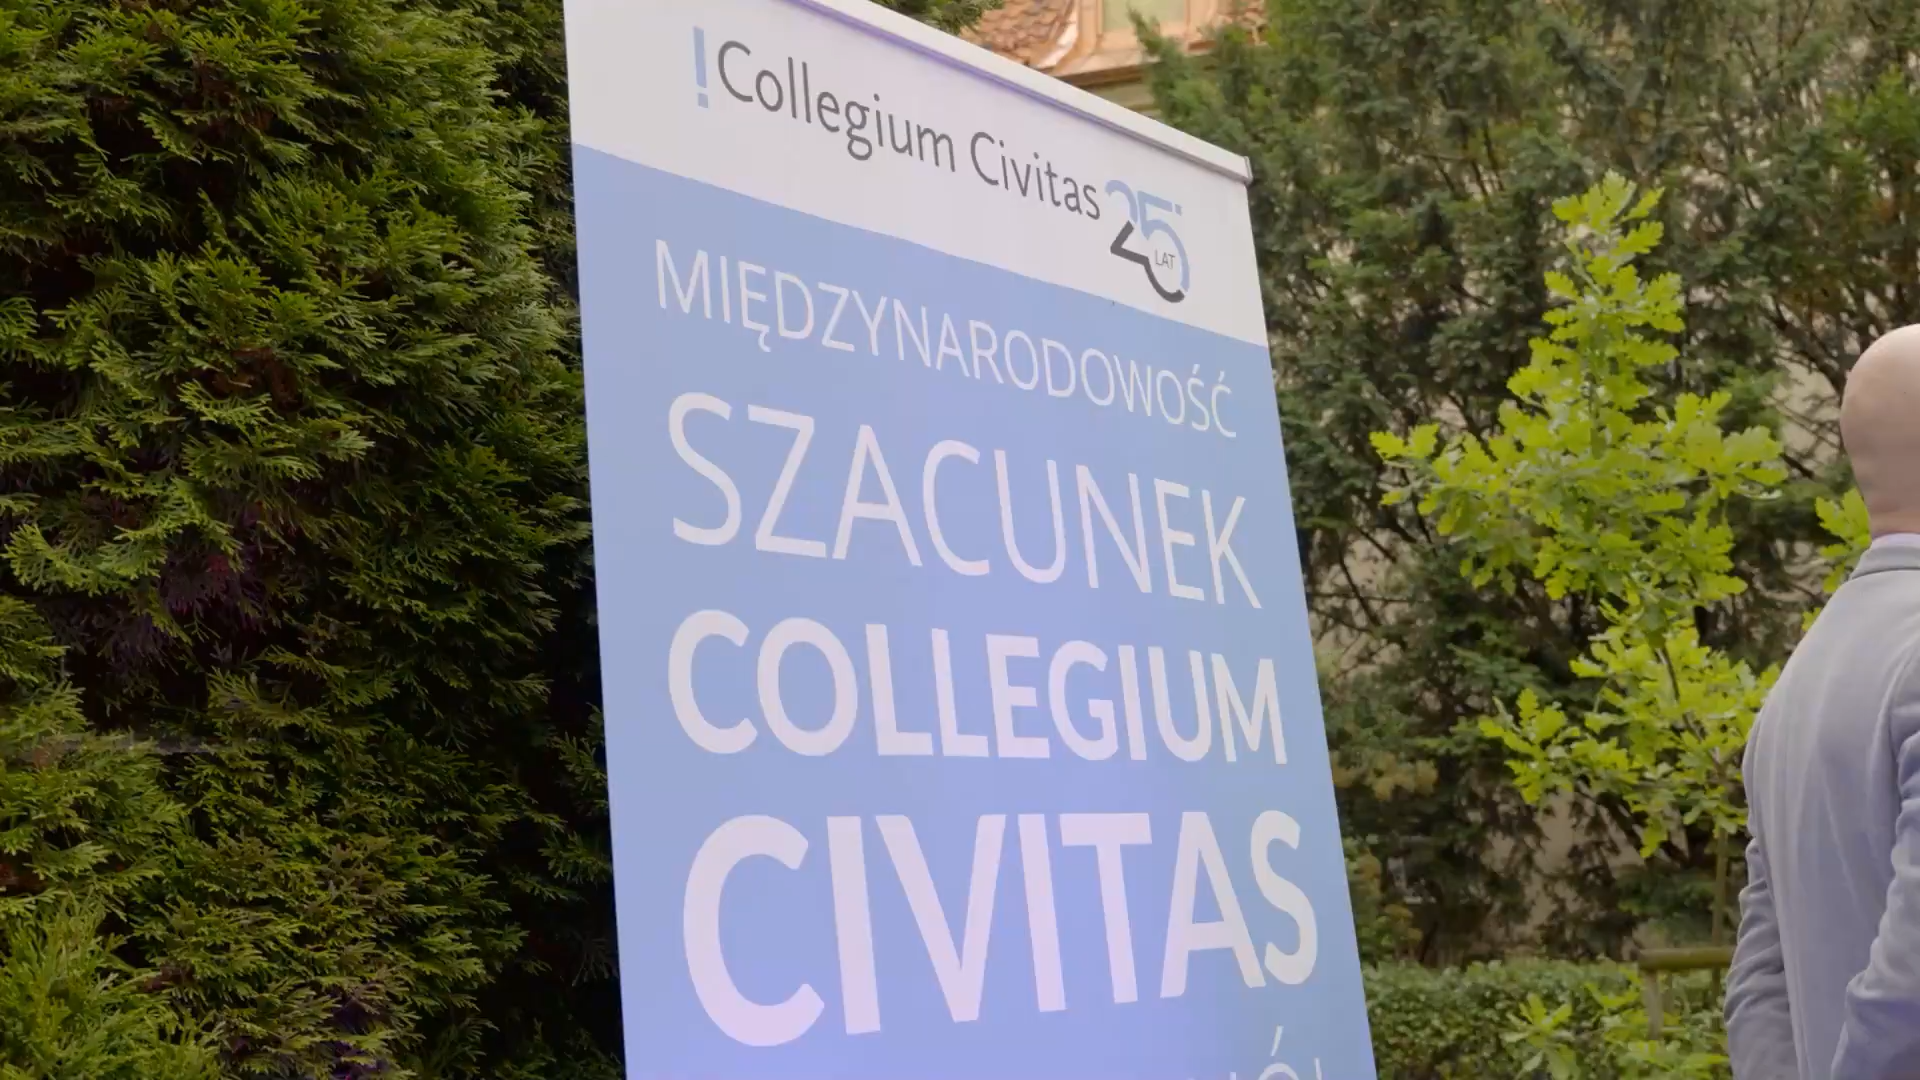 !Collegium Civitas 25
LAT
MIĘDZYNARODOWOŚĆ
SZACUNEK
COLLEGIUM
CIVITAS